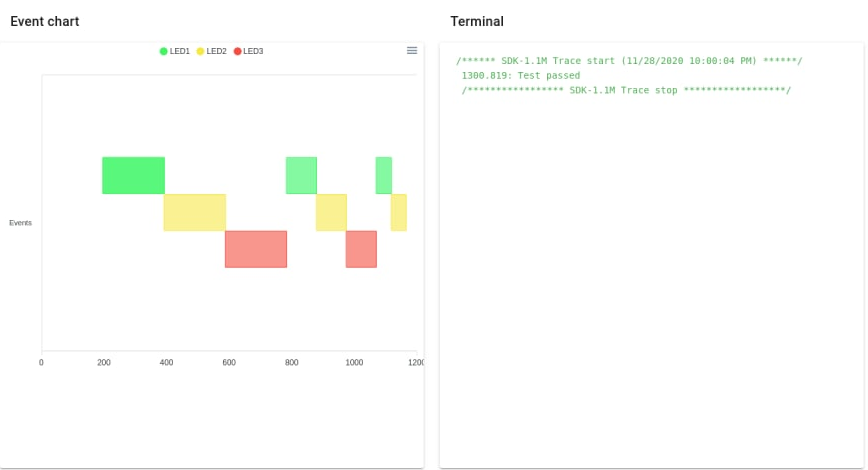 Event chart
LED1 LED2 LED3
Events
0 200 400 600 800 1000 1200
Terminal
/****** SDK-1.1M Trace start (11/28/2020 10:00:04 PM) ******/
1300.819: Test passed
/***************** SDK-1.1M Trace stop ******************/